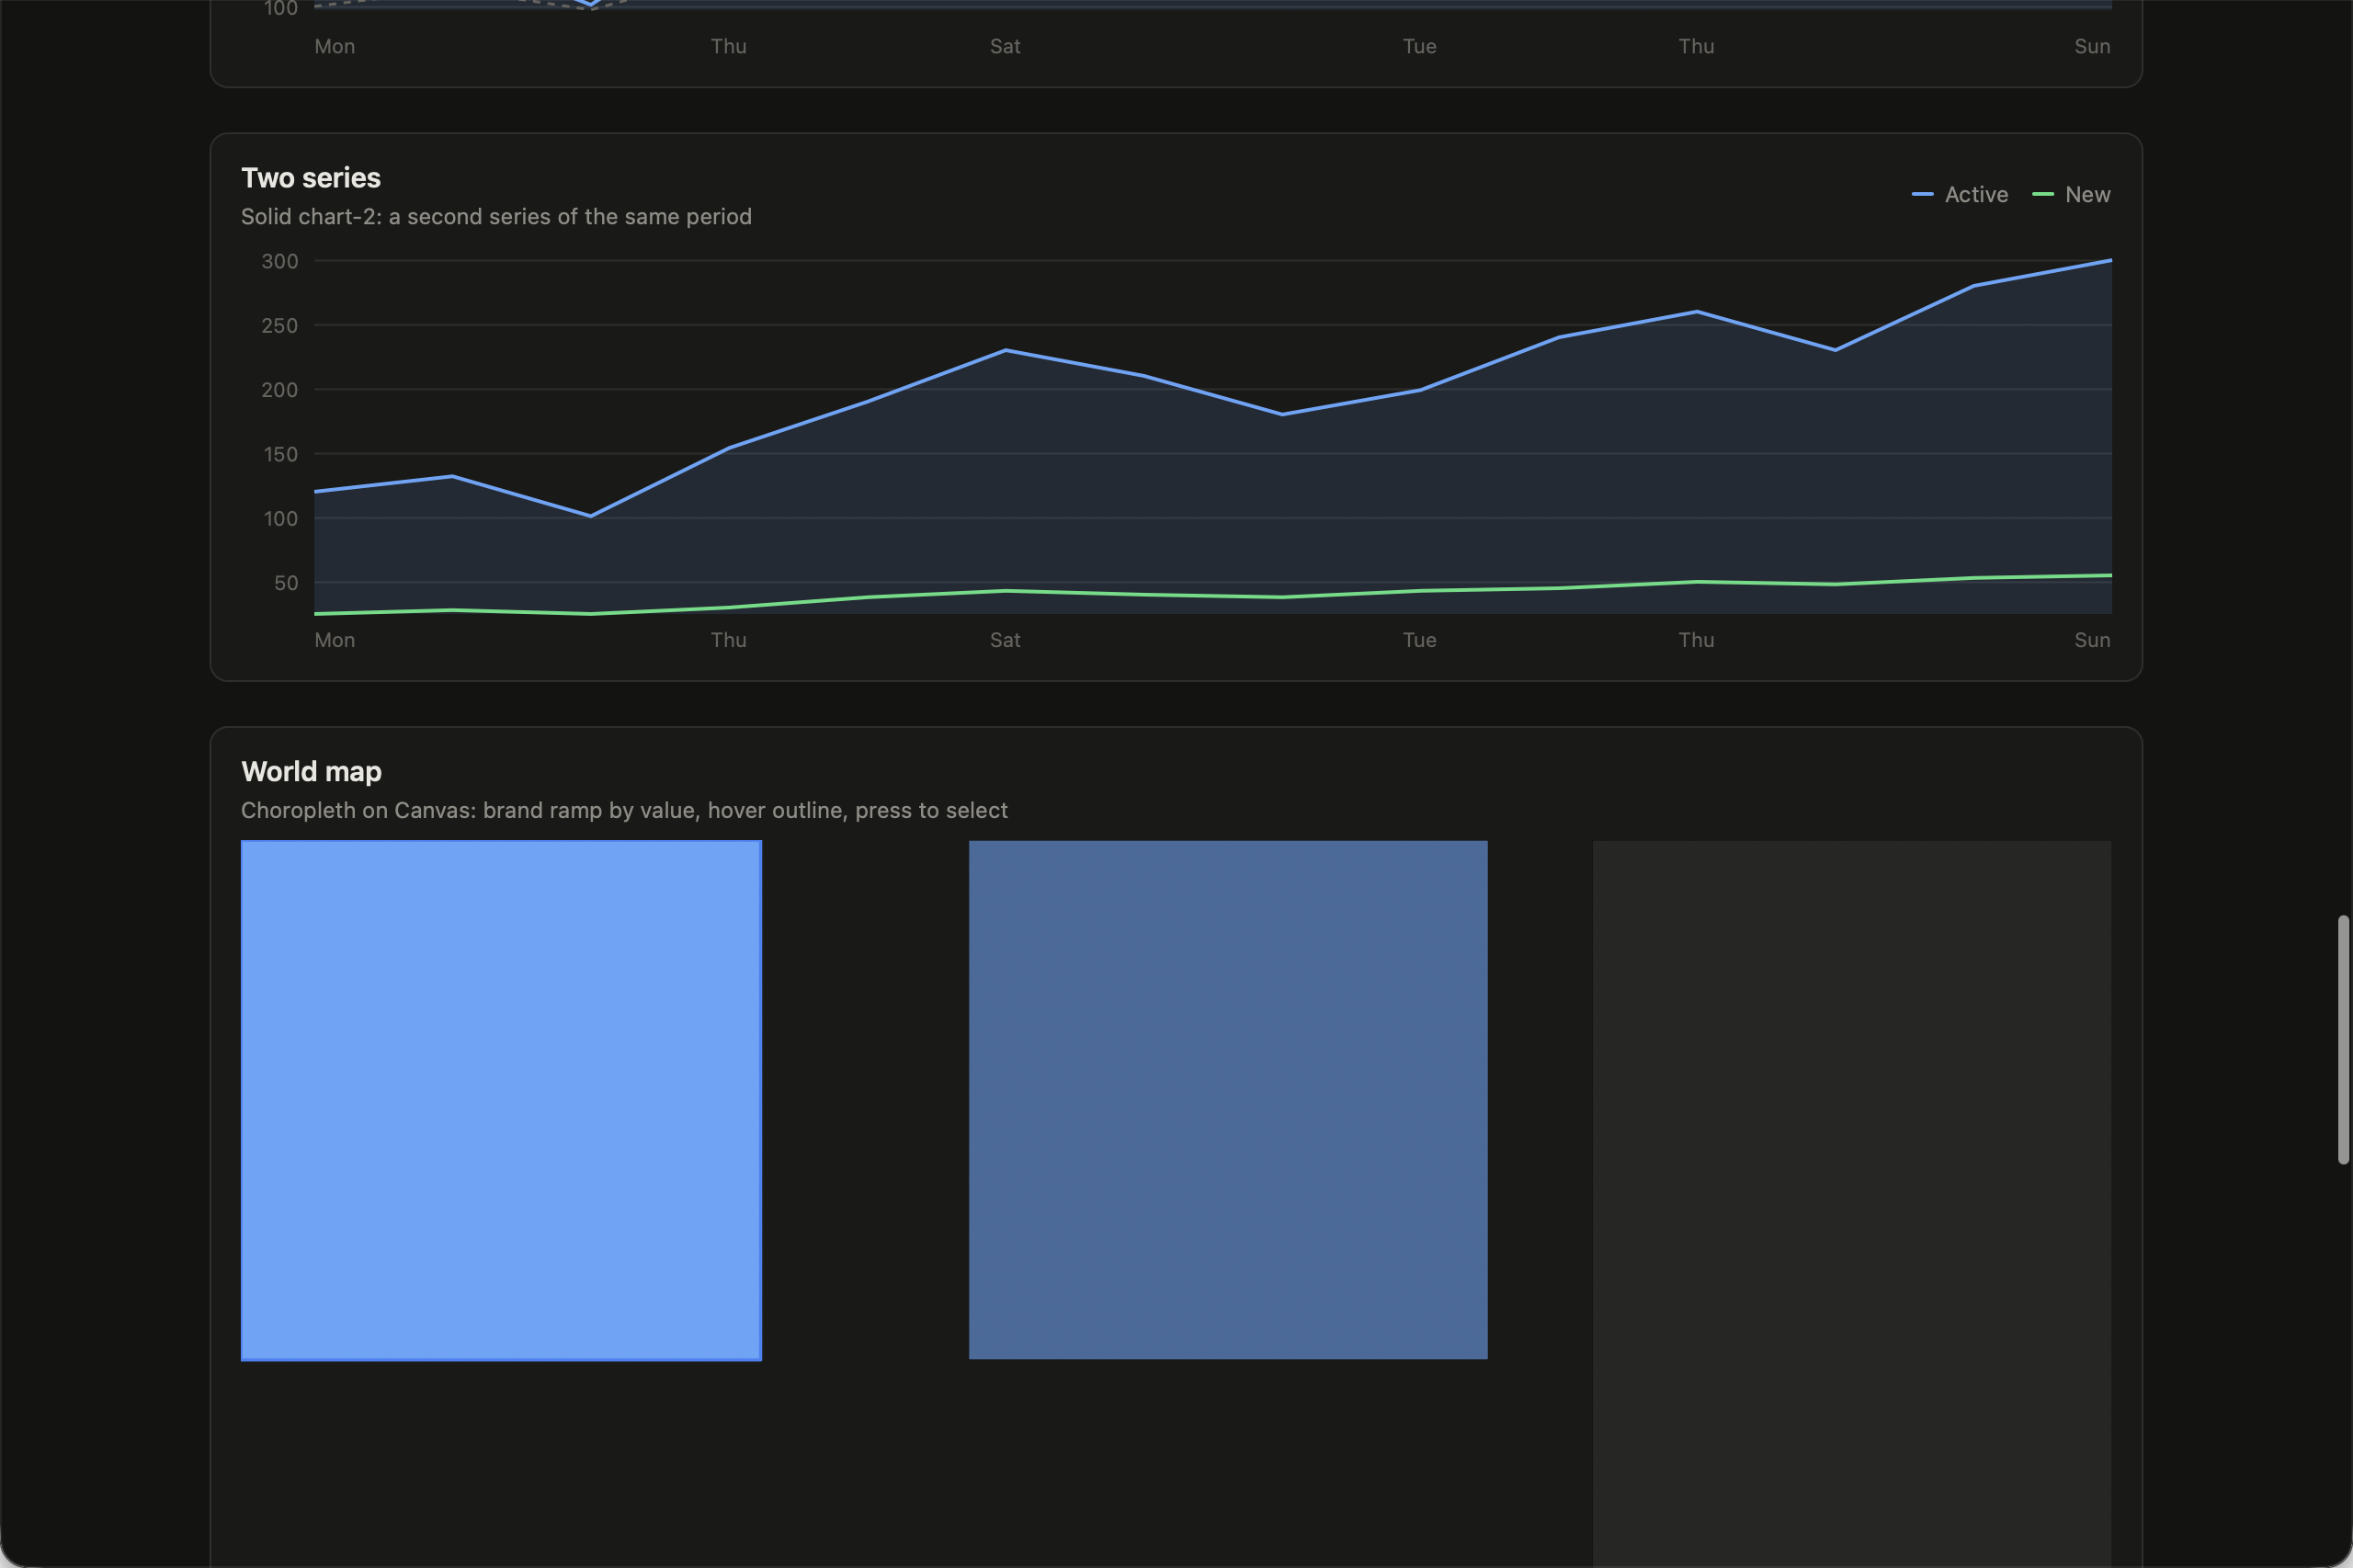 100
Mon Thu Sat Tue Thu Sun
Two series
Solid chart-2: a second series of the same period
Active New
300
250
200
150
100
50
Mon Thu Sat Tue Thu Sun
World map
Choropleth on Canvas: brand ramp by value, hover outline, press to select